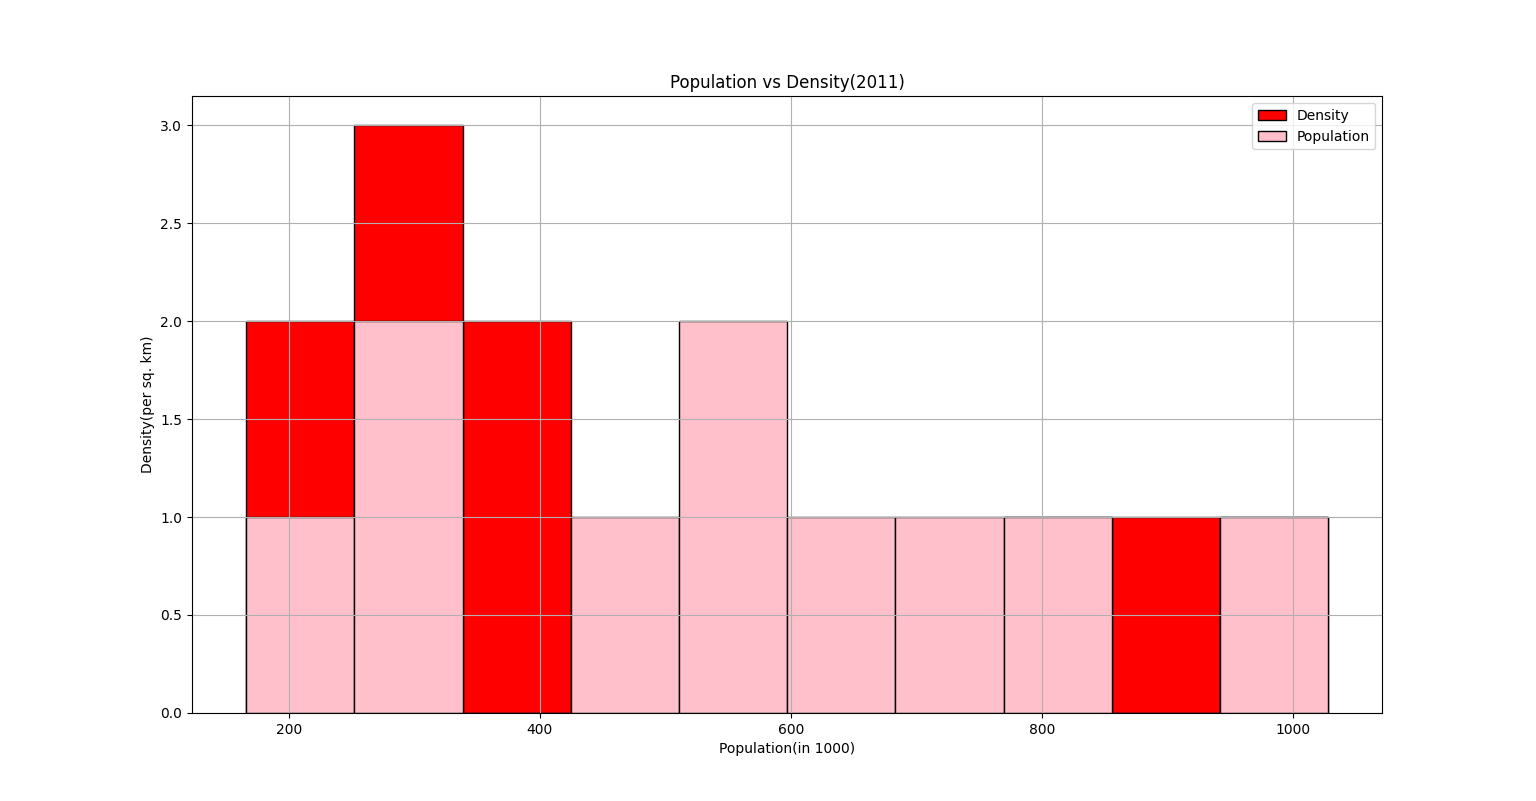 Population vs Density(2011)
Density
Population
3.0
2.5
2.0
1.5
1.0
0.5
0.0
Density(per sq. km)
200 400 600 800 1000
Population(in 1000)